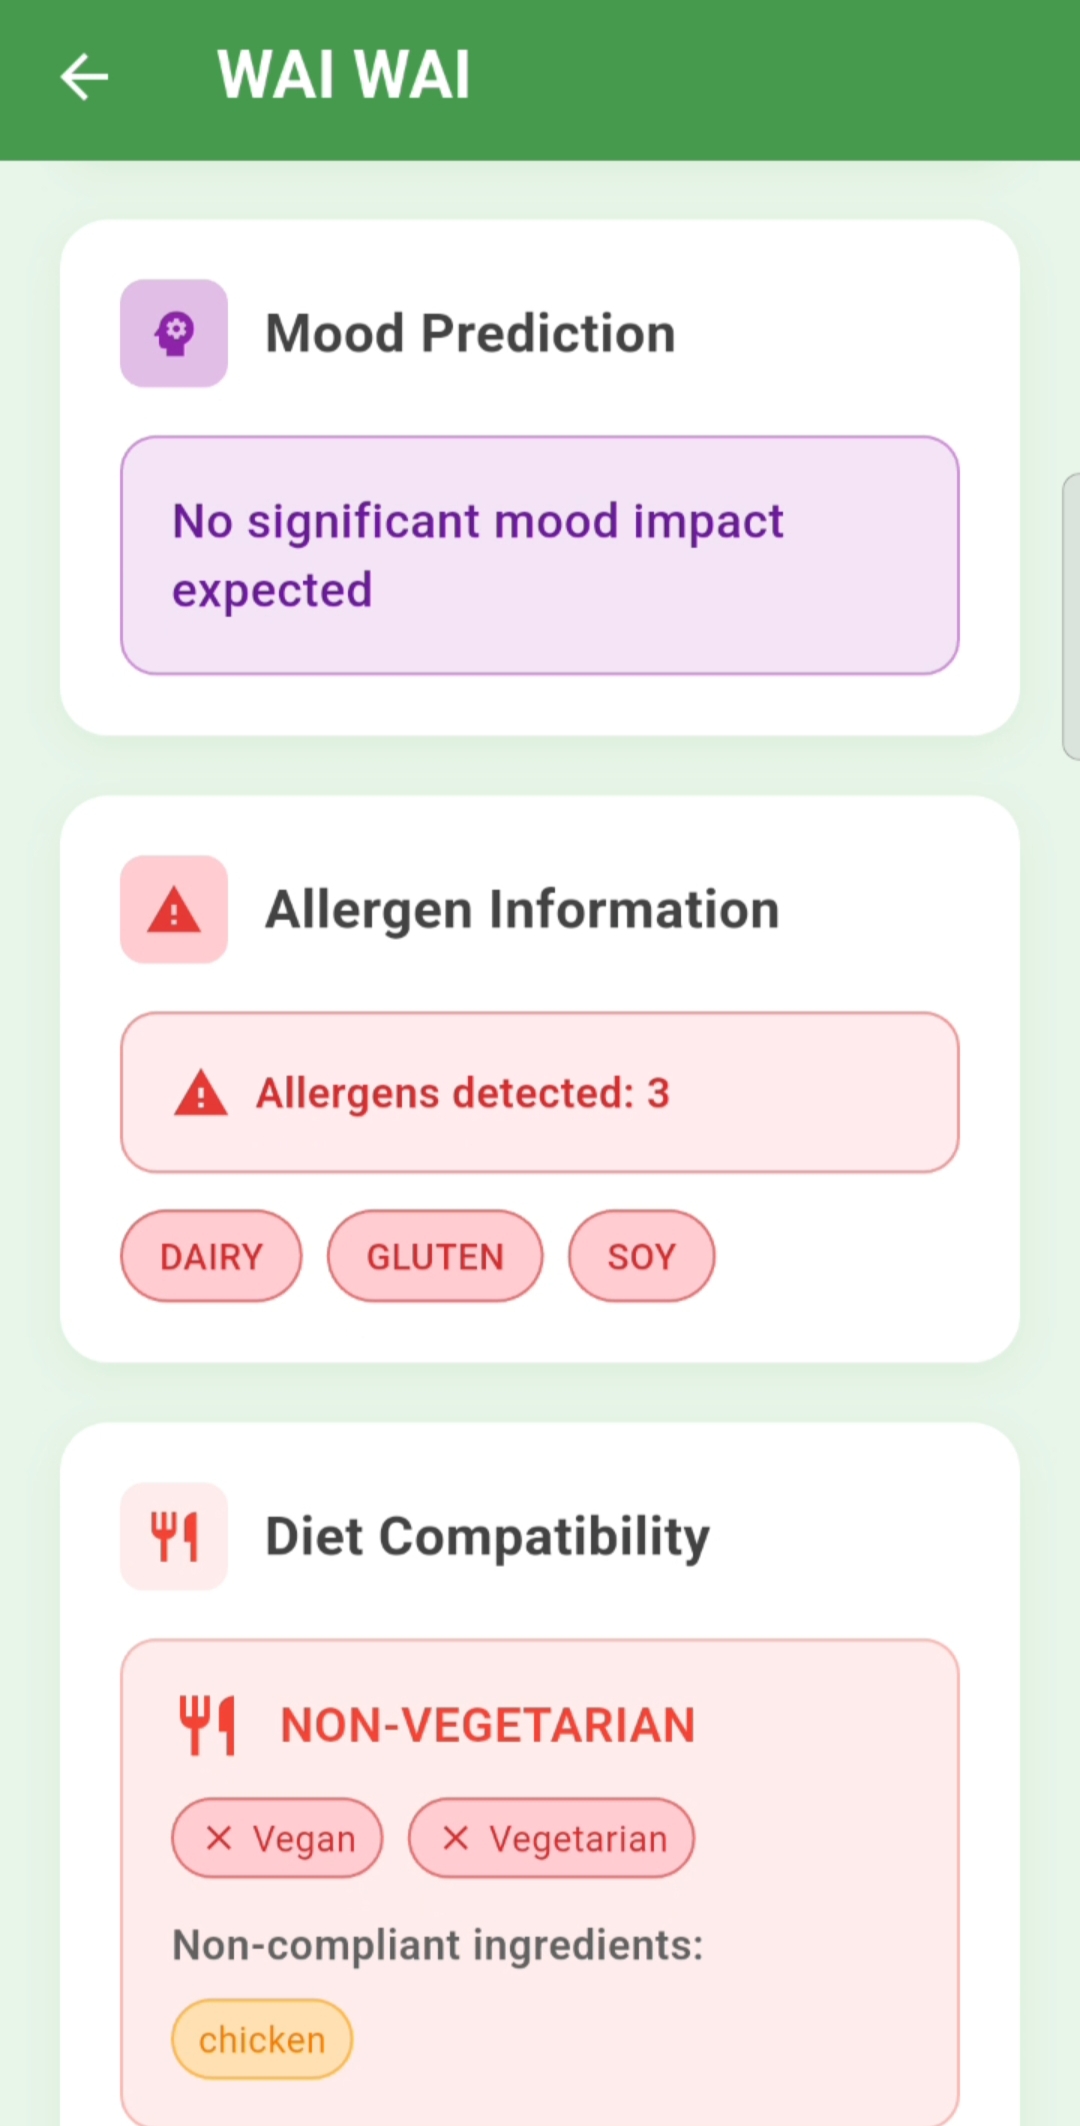 WAI WAI
Mood Prediction
No significant mood impact
expected
Allergen Information
Allergens detected: 3
DAIRY
GLUTEN
SOY
Diet Compatibility
NON-VEGETARIAN
Vegan
Vegetarian
Non-compliant ingredients:
chicken